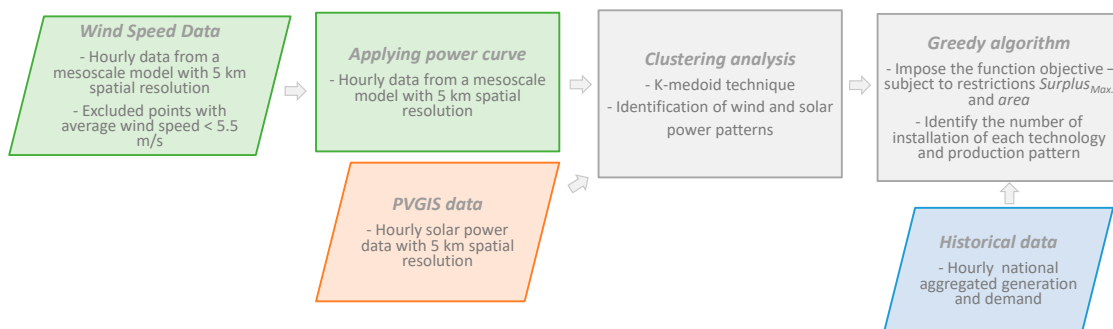 Wind Speed Data
- Hourly data from a
mesoscale model with 5 km
spatial resolution
- Excluded points with
average wind speed < 5.5
m/s
Applying power curve
- Hourly data from a mesoscale
model with 5 km spatial
resolution
PVGIS data
- Hourly solar power
data with 5 km spatial
resolution
Clustering analysis
- K-medoid technique
- Identification of wind and solar
power patterns
Greedy algorithm
- Impose the function objective –
subject to restrictions Surplus Max.
and area
- Identify the number of
installation of each technology
and production pattern
Historical data
- Hourly national
aggregated generation
and demand